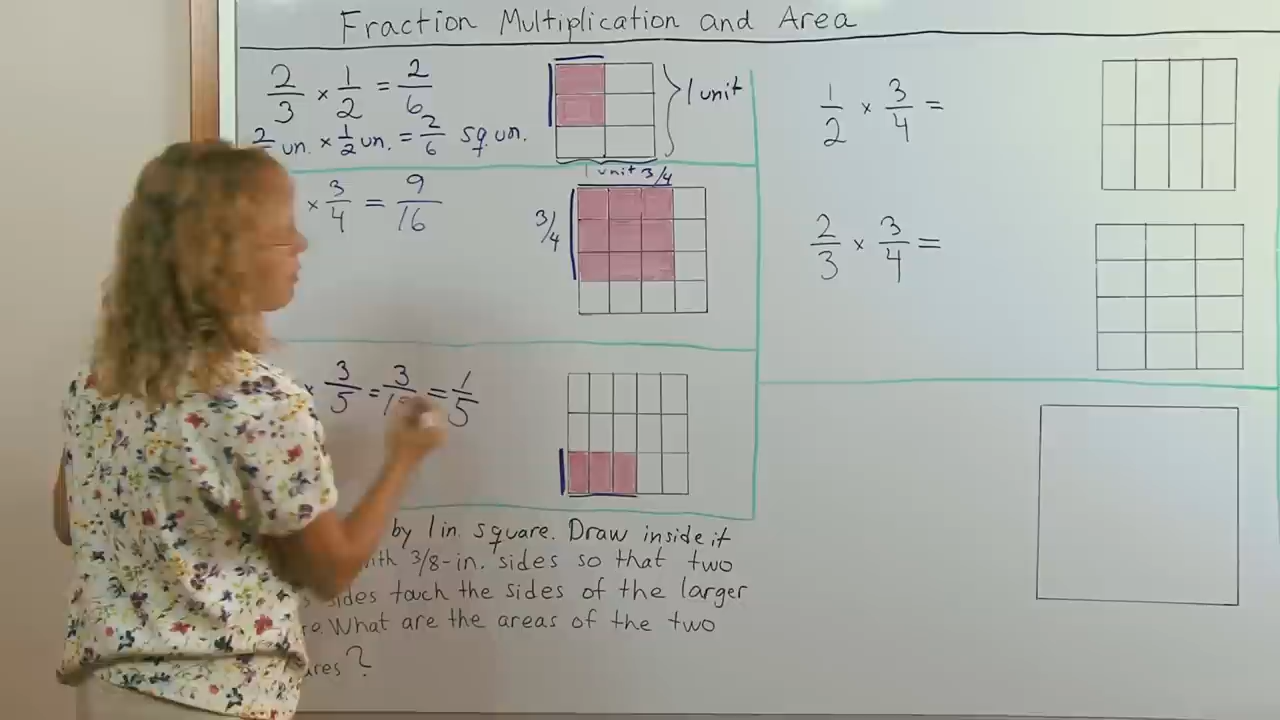 Fraction Multiplication and Area
2/3 × 1/2 = 2/6
un. × 1/2 un. = 2/6 sq. un.
1 unit
1 unit
3/4
× 3/4 = 9/16
3/4
× 3/5 = 3/ = 1/5
by 1 in. square. Draw inside it
3/8-in. sides so that two
sides touch the sides of the larger
What are the areas of the two
?
1/2 × 3/4 =
2/3 × 3/4 =